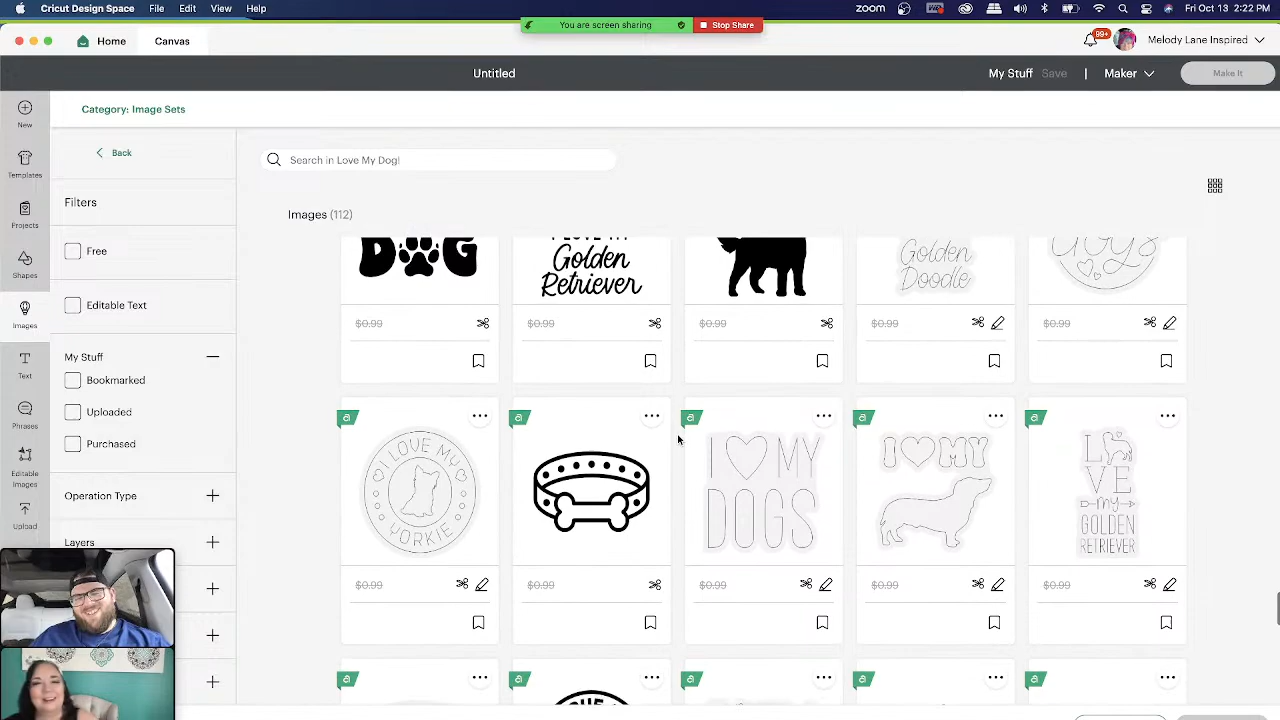 Cricut Design Space File Edit View Help zoom Fri Oct 13 2:22 PM
You are screen sharing Stop Share
Home Canvas 99+ Melody Lane Inspired
Untitled My Stuff Save | Maker Make It
New
Templates
Projects
Shapes
Images
Text
Phrases
Editable
Images
Upload
Category: Image Sets
Back
Filters
Free
Editable Text
My Stuff
Bookmarked
Uploaded
Purchased
Operation Type
Layers
Search in Love My Dog!
Images (112)
DOG
I LOVE MY
Golden
Retriever
Golden
Doodle
Dogs
$0.99 $0.99 $0.99 $0.99 $0.99
a a a a a
I LOVE MY
YORKIE
I MY
DOGS
I MY
L
VE
my
GOLDEN
RETRIEVER
$0.99 $0.99 $0.99 $0.99 $0.99
a a a a a